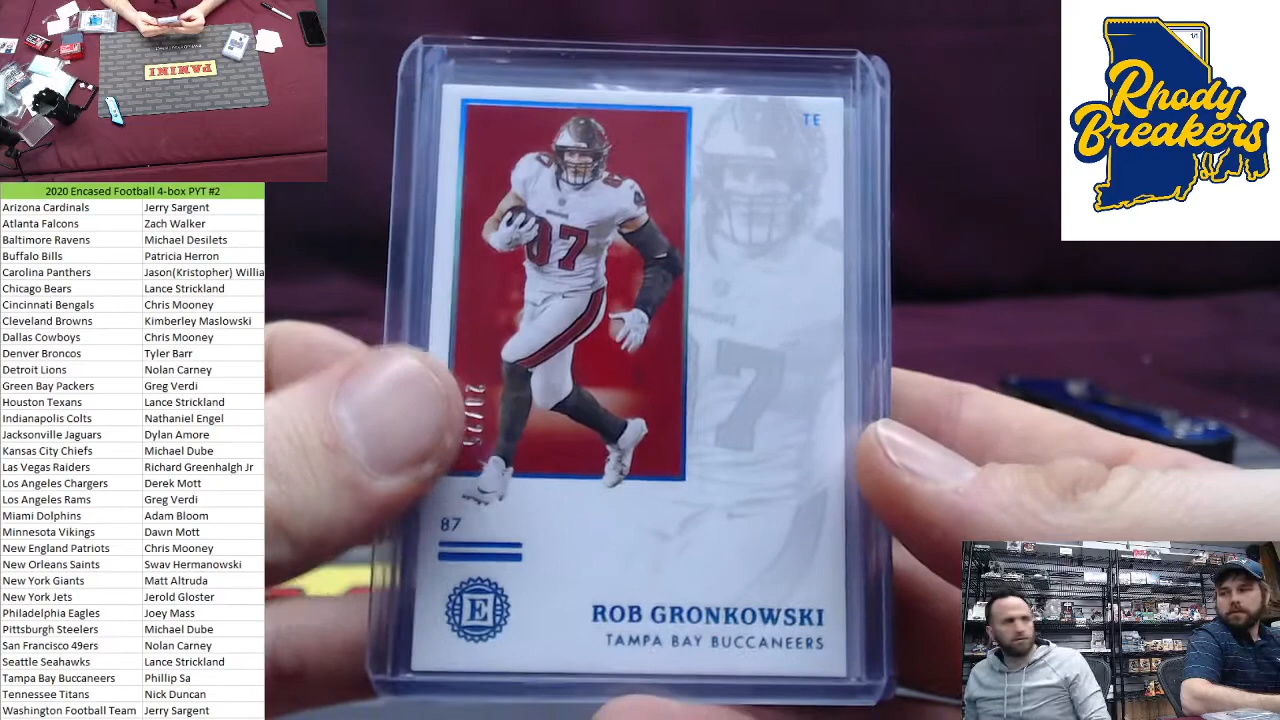 PANINI
1/1
Rhody
Breakers
RI
2020 Encased Football 4-box PYT #2
Arizona Cardinals Jerry Sargent
Atlanta Falcons Zach Walker
Baltimore Ravens Michael Desilets
Buffalo Bills Patricia Herron
Carolina Panthers Jason(Kristopher) Willia
Chicago Bears Lance Strickland
Cincinnati Bengals Chris Mooney
Cleveland Browns Kimberley Maslowski
Dallas Cowboys Chris Mooney
Denver Broncos Tyler Barr
Detroit Lions Nolan Carney
Green Bay Packers Greg Verdi
Houston Texans Lance Strickland
Indianapolis Colts Nathaniel Engel
Jacksonville Jaguars Dylan Amore
Kansas City Chiefs Michael Dube
Las Vegas Raiders Richard Greenhalgh Jr
Los Angeles Chargers Derek Mott
Los Angeles Rams Greg Verdi
Miami Dolphins Adam Bloom
Minnesota Vikings Dawn Mott
New England Patriots Chris Mooney
New Orleans Saints Swav Hermanowski
New York Giants Matt Altruda
New York Jets Jerold Gloster
Philadelphia Eagles Joey Mass
Pittsburgh Steelers Michael Dube
San Francisco 49ers Nolan Carney
Seattle Seahawks Lance Strickland
Tampa Bay Buccaneers Phillip Sa
Tennessee Titans Nick Duncan
Washington Football Team Jerry Sargent
TE
87
7
87
E
ROB GRONKOWSKI
TAMPA BAY BUCCANEERS